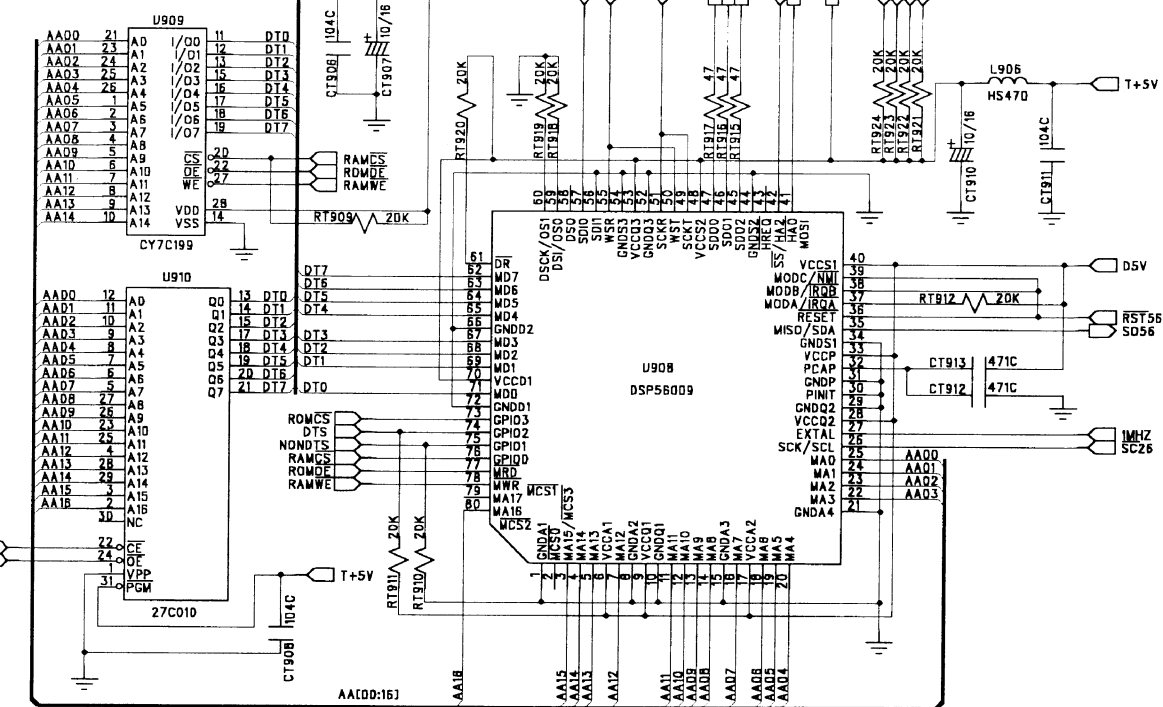 U909
AA00 21 A0 I/O0 11 DT0
AA01 23 A1 I/O1 12 DT1
AA02 24 A2 I/O2 13 DT2
AA03 25 A3 I/O3 15 DT3
AA04 26 A4 I/O4 16 DT4
AA05 1 A5 I/O5 17 DT5
AA06 2 A6 I/O6 18 DT6
AA07 3 A7 I/O7 19 DT7
AA08 4 A8
AA09 5 A9 CS 20 RAMCS
AA10 6 A10 OE 22 ROMOE
AA11 7 A11 WE 27 RAMWE
AA12 8 A12
AA13 9 A13 VDD 28
AA14 10 A14 VSS 14
CY7C199
RT909 20K
104C
CT906
10/16
CT907
U910
AA00 12 A0 Q0 13 DT0
AA01 11 A1 Q1 14 DT1
AA02 10 A2 Q2 15 DT2
AA03 9 A3 Q3 17 DT3
AA04 8 A4 Q4 18 DT4
AA05 7 A5 Q5 19 DT5
AA06 6 A6 Q6 20 DT6
AA07 5 A7 Q7 21 DT7
AA08 27 A8
AA09 26 A9
AA10 23 A10
AA11 25 A11
AA12 4 A12
AA13 28 A13
AA14 29 A14
AA15 3 A15
AA16 2 A16
30 NC
22 CE
24 OE
1 VPP
31 PGM
27C010
T+5V
104C
CT908
AA[00:16]
RT920 20K
RT919 20K
RT918 20K
RT917 47
RT916 47
RT915 47
RT924 20K
RT923 20K
RT922 20K
RT921 20K
L906
HS470
T+5V
10/16
CT910
104C
CT911
60 DSCK/OS1
59 DSI/OS0
58 DSO
57 SDI0
56 SDI1
55 WSR
54 GNDS3
53 VCCQ3
52 GNDQ3
51 SCKR
50 WST
49 SCKT
48 VCCS2
47 SDO0
46 SDO1
45 SDO2
44 GNDS2
43 HREQ
42 SS/HA2
41 HA0
MOSI
DT7 61 DR
DT6 62 MD7
DT5 63 MD6
DT4 64 MD5
65 MD4
66 GNDD2
DT3 67 MD3
DT2 68 MD2
DT1 69 MD1
70 VCCD1
DT0 71 MD0
72 GNDD1
ROMCS 73 GPIO3
DTS 74 GPIO2
NONDTS 75 GPIO1
RAMCS 76 GPIO0
ROMOE 77 MRD
RAMWE 78 MWR
79 MA17
80 MA16
MCS2
MCS1
U908
DSP56009
VCCS1 40 D5V
MODC/NMI 39
MODB/IRQB 38
MODA/IRQA 37 RT912 20K
RESET 36 RST56
MISO/SDA 35 SD56
GNDS1 34
VCCP 33
PCAP 32 CT913 471C
GNDP 31
PINIT 30 CT912 471C
GNDQ2 29
VCCQ2 28
EXTAL 27 1MHZ
SCK/SCL 26 SC26
MA0 25 AA00
MA1 24 AA01
MA2 23 AA02
MA3 22 AA03
GNDA4 21
RT911 20K
RT910 20K
GNDA1 1
MCS0 2
MA15/MCS3 3
MA14 4
MA13 5
VCCA1 6
MA12 7
GNDA2 8
VCCQ1 9
GNDQ1 10
MA11 11
MA10 12
MA9 13
MA8 14
GNDA3 15
MA7 16
VCCA2 17
MA6 18
MA5 19
MA4 20
AA16
AA15
AA14
AA13
AA12
AA11
AA10
AA09
AA08
AA07
AA06
AA05
AA04